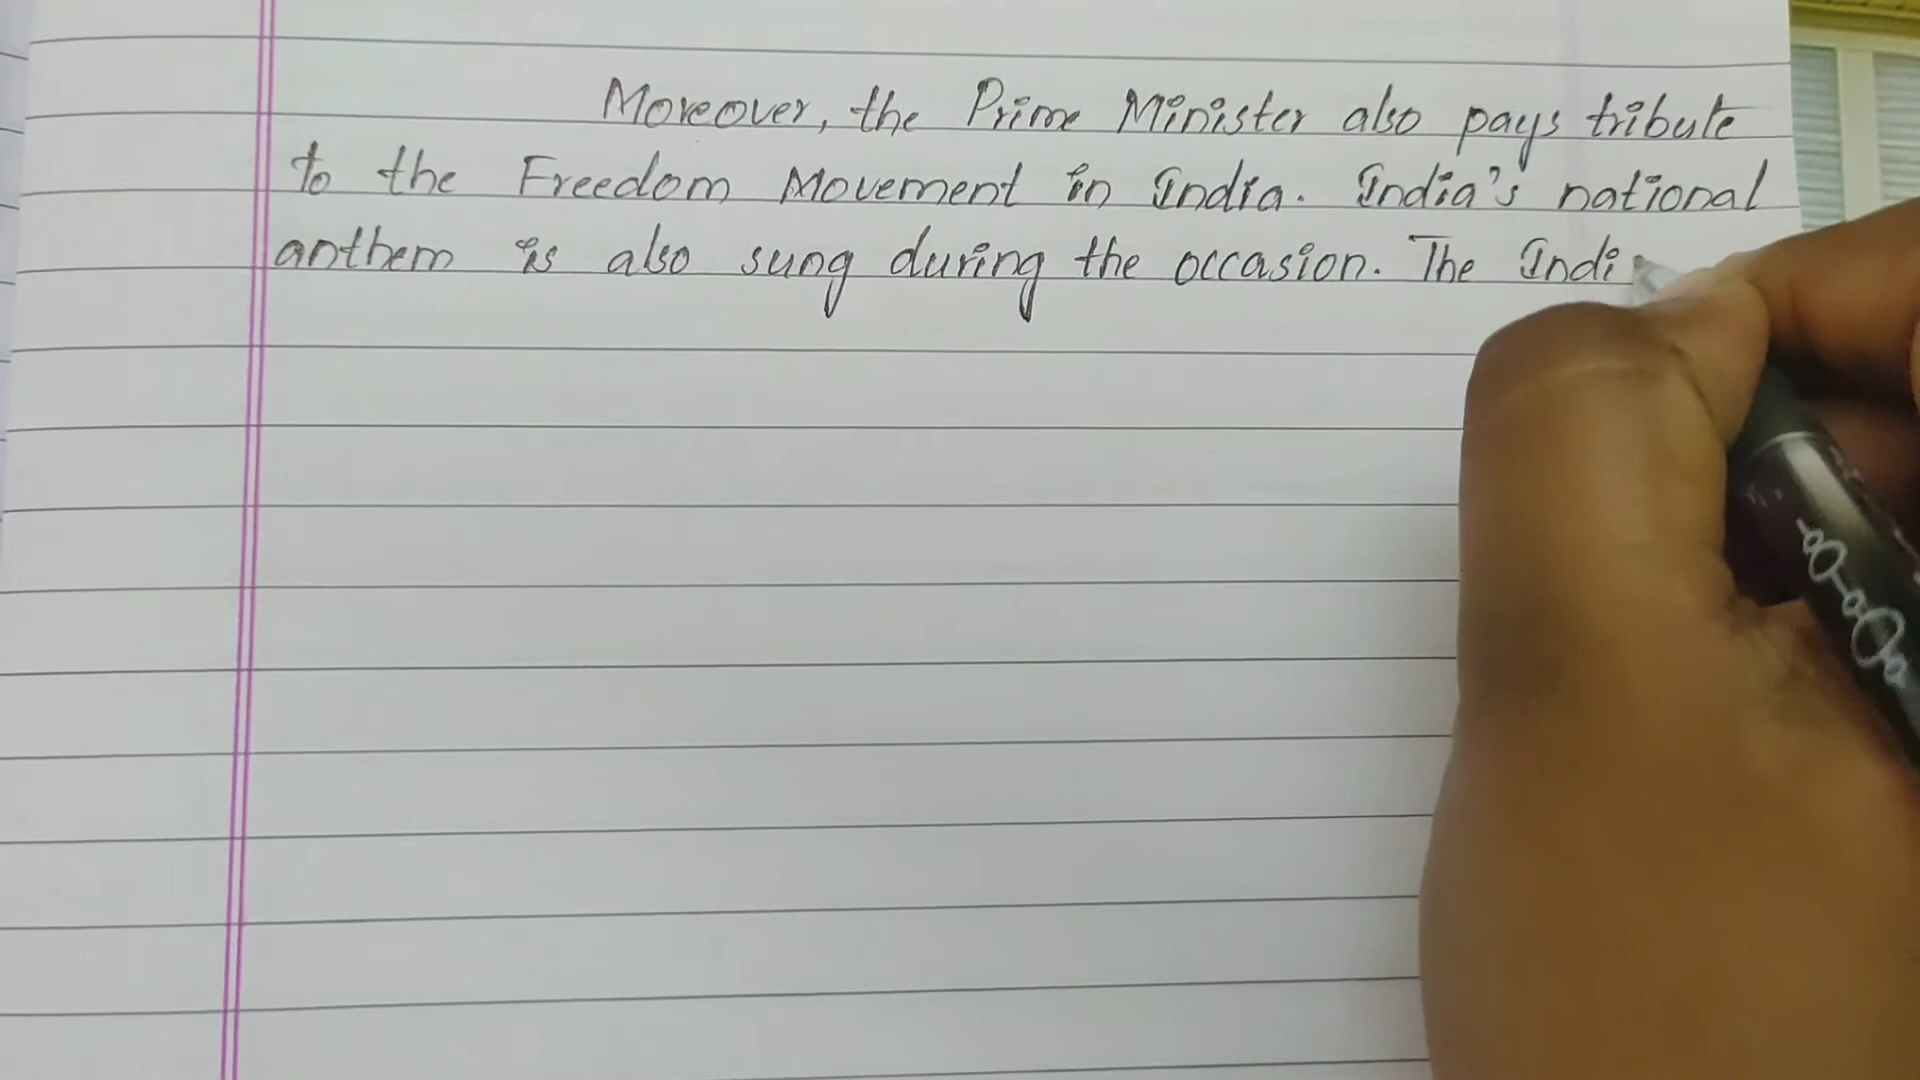 Moreover, the Prime Minister also pays tribute
to the Freedom Movement in India. India's national
anthem is also sung during the occasion. The Indi